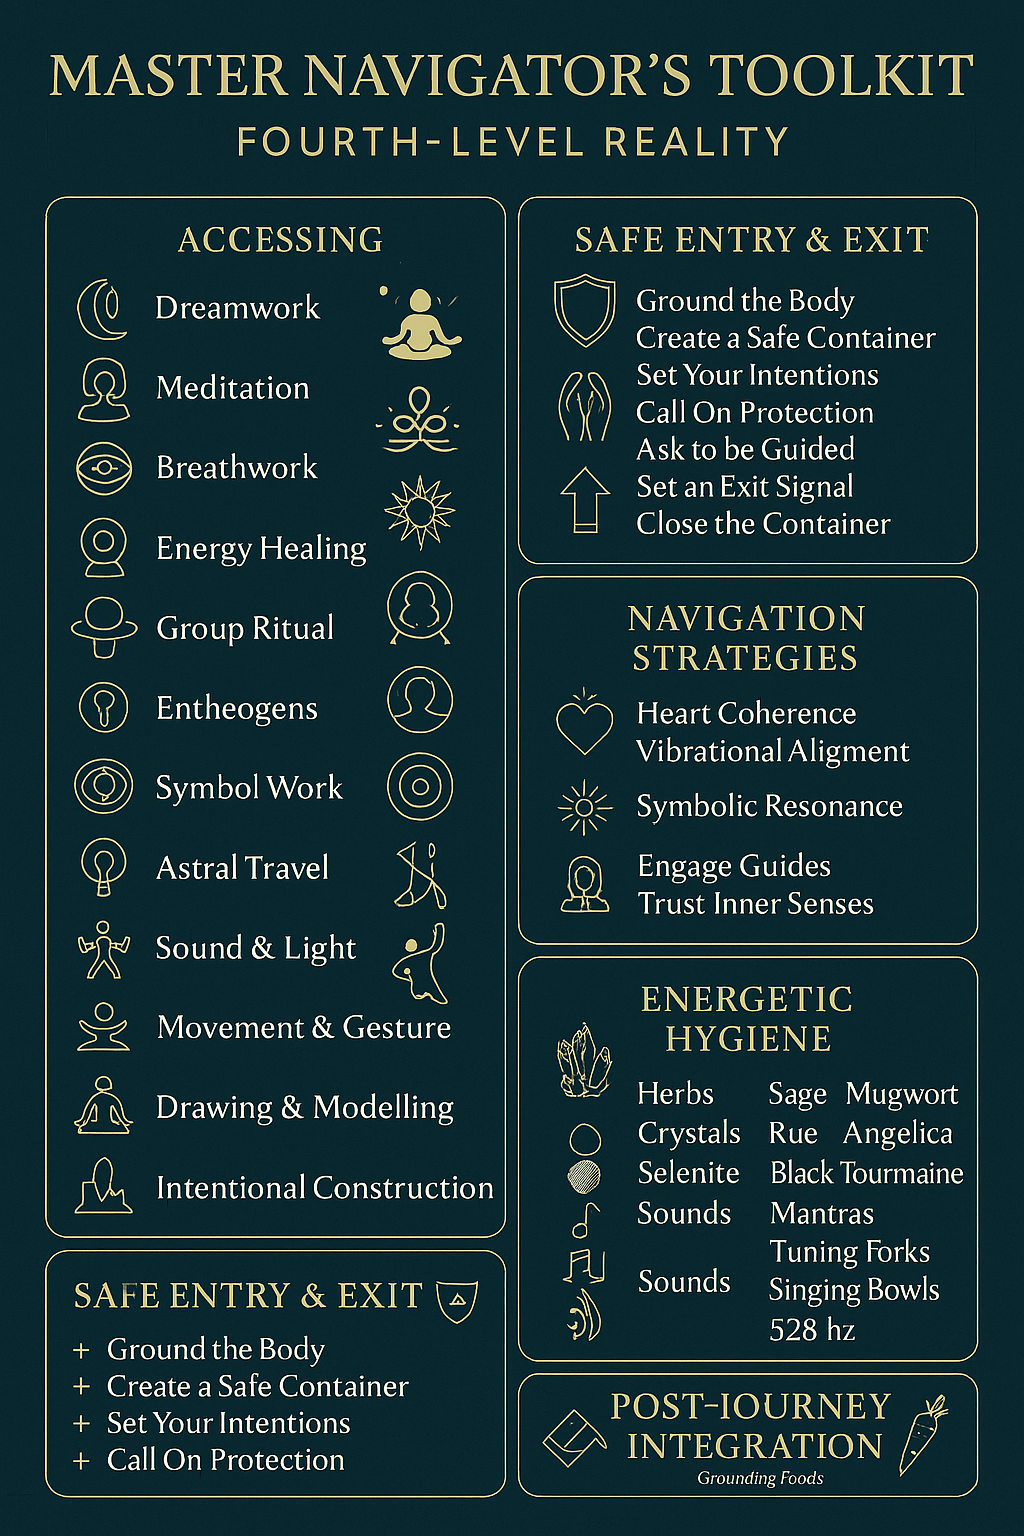 MASTER NAVIGATOR'S TOOLKIT
FOURTH-LEVEL REALITY
ACCESSING
Dreamwork
Meditation
Breathwork
Energy Healing
Group Ritual
Entheogens
Symbol Work
Astral Travel
Sound & Light
Movement & Gesture
Drawing & Modelling
Intentional Construction
SAFE ENTRY & EXIT
+ Ground the Body
+ Create a Safe Container
+ Set Your Intentions
+ Call On Protection
SAFE ENTRY & EXIT
Ground the Body
Create a Safe Container
Set Your Intentions
Call On Protection
Ask to be Guided
Set an Exit Signal
Close the Container
NAVIGATION
STRATEGIES
Heart Coherence
Vibrational Aligment
Symbolic Resonance
Engage Guides
Trust Inner Senses
ENERGETIC
HYGIENE
Herbs Sage Mugwort
Crystals Rue Angelica
Selenite Black Tourmaine
Sounds Mantras
Tuning Forks
Sounds Singing Bowls
528 hz
POST-IOURNEY
INTEGRATION
Grounding Foods